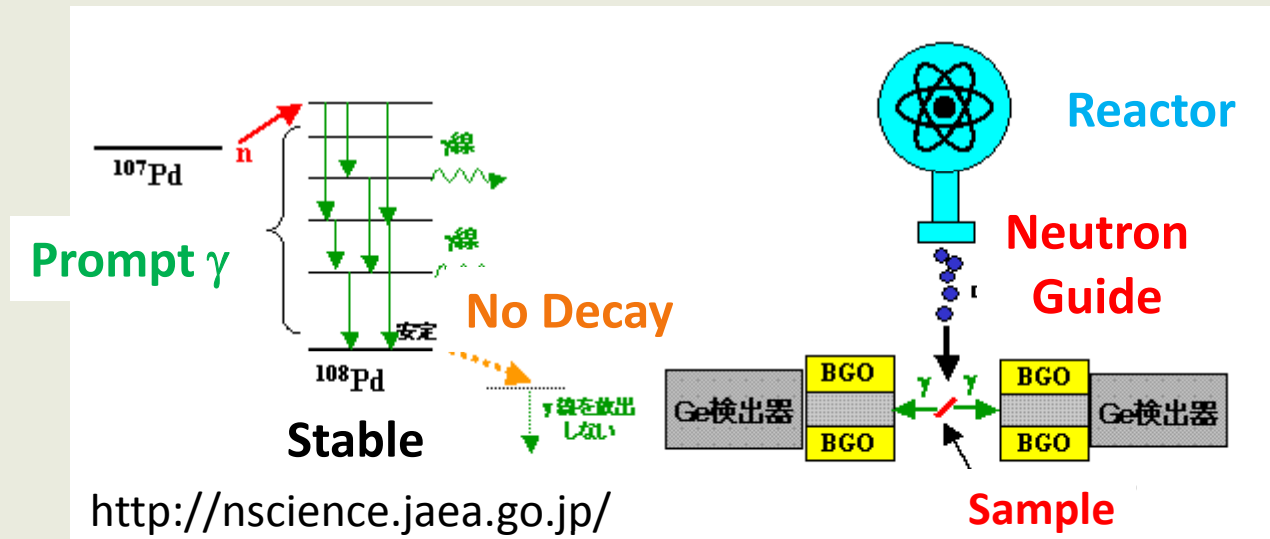 107Pd
n
γ線
γ線
Prompt γ
No Decay
安定
108Pd
Stable
γ線を放出
しない
http://nscience.jaea.go.jp/
Reactor
Neutron
Guide
BGO
BGO
γ γ
Ge検出器
Ge検出器
BGO
BGO
Sample